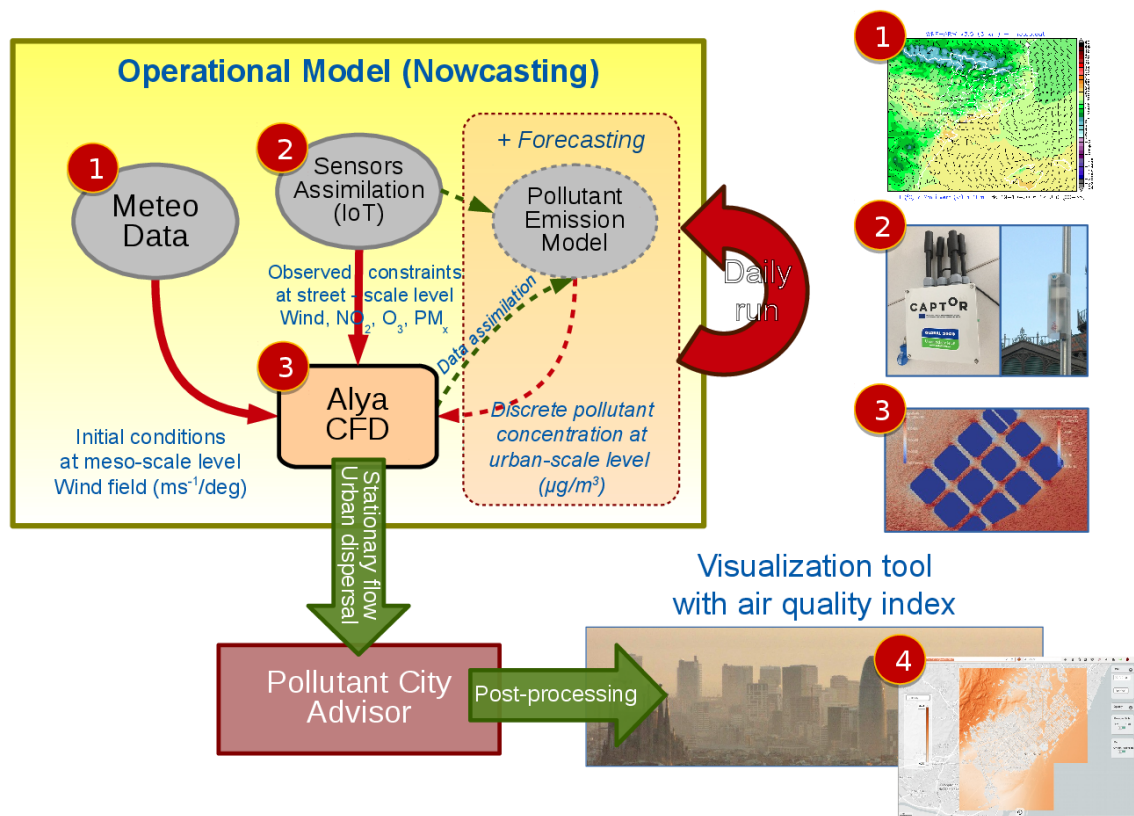 Operational Model (Nowcasting)
1
Meteo
Data
2
Sensors
Assimilation
(IoT)
+ Forecasting
Pollutant
Emission
Model
Observed constraints
at street - scale level
Wind, NO2, O3, PMx
Data assimilation
3
Alya
CFD
Initial conditions
at meso-scale level
Wind field (ms-1/deg)
Discrete pollutant
concentration at
urban-scale level
(μg/m3)
Daily
run
Stationary flow
Urban dispersal
Pollutant City
Advisor
Post-processing
Visualization tool
with air quality index
1
2
CAPTOR
3
4